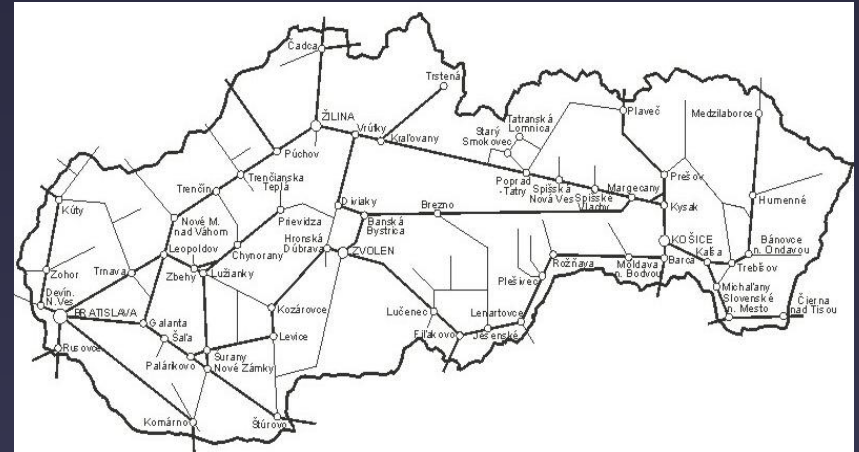 Čadca
Trstená
ŽILINA
Vrútky
Kraľovany
Starý
Smokovec
Tatranská
Lomnica
Plaveč
Medzilaborce
Púchov
Trenčianska
Teplá
Trenčín
Poprad
-Tatry
Spišská
Nová Ves
Spišské
Vlachy
Margecany
Prešov
Kysak
Humenné
Kúty
Nové M.
nad Váhom
Prievidza
Diviaky
Banská
Bystrica
Brezno
Leopoldov
Chynorany
Hronská
Dúbrava
ZVOLEN
KOŠICE
Kalša
Bánovce
n. Ondavou
Zohor
Trnava
Zbehy
Lužianky
Rožňava
Moldava
n. Bodvou
Barca
Trebišov
Devín.
N.Ves
BRATISLAVA
Plešivec
Michaľany
Slovenské
n. Mesto
Čierna
nad Tisou
Kozárovce
Lučenec
Lenartovce
Galanta
Šaľa
Levice
Fiľakovo
Jesenské
Rusovce
Palárikovo
Surany
Nové Zámky
Komárno
Štúrovo